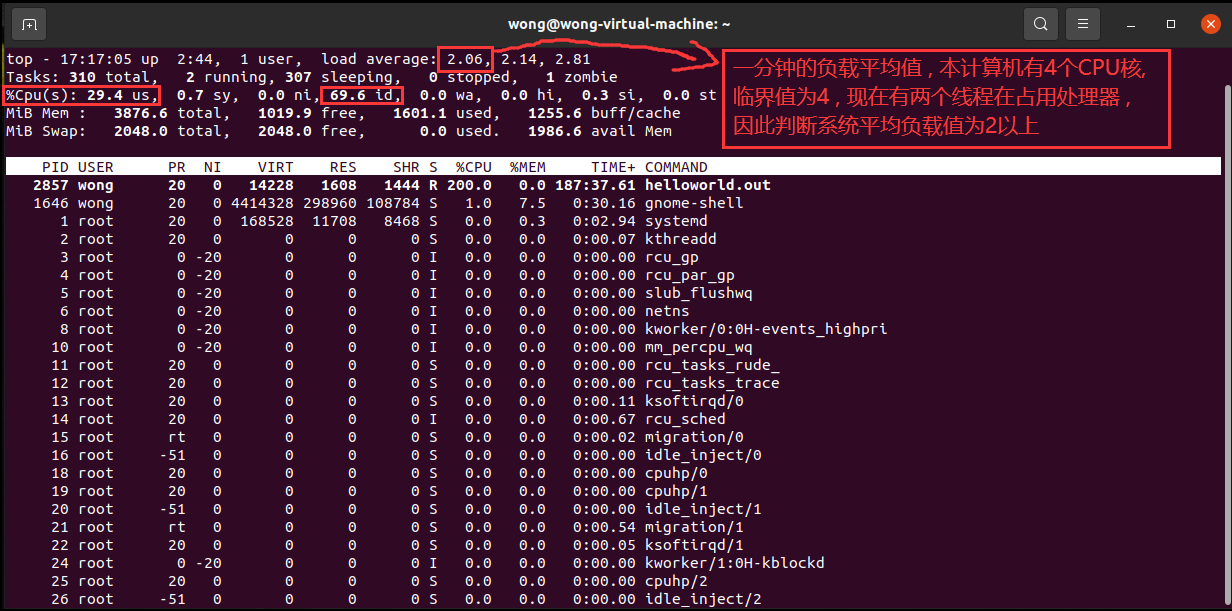 wong@wong-virtual-machine: ~
top - 17:17:05 up  2:44,  1 user,  load average: 2.06, 2.14, 2.81
Tasks: 310 total,   2 running, 307 sleeping,   0 stopped,   1 zombie
%Cpu(s): 29.4 us,  0.7 sy,  0.0 ni, 69.6 id,  0.0 wa,  0.0 hi,  0.3 si,  0.0 st
MiB Mem :   3876.6 total,   1019.9 free,   1601.1 used,   1255.6 buff/cache
MiB Swap:   2048.0 total,   2048.0 free,      0.0 used.   1986.6 avail Mem
一分钟的负载平均值，本计算机有4个CPU核,
临界值为4，现在有两个线程在占用处理器，
因此判断系统平均负载值为2以上
PID USER      PR  NI    VIRT    RES    SHR S  %CPU  %MEM     TIME+ COMMAND
2857 wong      20   0   14228   1608   1444 R 200.0   0.0 187:37.61 helloworld.out
1646 wong      20   0 4414328 298960 108784 S   1.0   7.5   0:30.16 gnome-shell
1 root      20   0  168528  11708   8468 S   0.0   0.3   0:02.94 systemd
2 root      20   0       0      0      0 S   0.0   0.0   0:00.07 kthreadd
3 root       0 -20       0      0      0 I   0.0   0.0   0:00.00 rcu_gp
4 root       0 -20       0      0      0 I   0.0   0.0   0:00.00 rcu_par_gp
5 root       0 -20       0      0      0 I   0.0   0.0   0:00.00 slub_flushwq
6 root       0 -20       0      0      0 I   0.0   0.0   0:00.00 netns
8 root       0 -20       0      0      0 I   0.0   0.0   0:00.00 kworker/0:0H-events_highpri
10 root       0 -20       0      0      0 I   0.0   0.0   0:00.00 mm_percpu_wq
11 root      20   0       0      0      0 S   0.0   0.0   0:00.00 rcu_tasks_rude_
12 root      20   0       0      0      0 S   0.0   0.0   0:00.00 rcu_tasks_trace
13 root      20   0       0      0      0 S   0.0   0.0   0:00.11 ksoftirqd/0
14 root      20   0       0      0      0 I   0.0   0.0   0:00.67 rcu_sched
15 root      rt   0       0      0      0 S   0.0   0.0   0:00.02 migration/0
16 root     -51   0       0      0      0 S   0.0   0.0   0:00.00 idle_inject/0
18 root      20   0       0      0      0 S   0.0   0.0   0:00.00 cpuhp/0
19 root      20   0       0      0      0 S   0.0   0.0   0:00.00 cpuhp/1
20 root     -51   0       0      0      0 S   0.0   0.0   0:00.00 idle_inject/1
21 root      rt   0       0      0      0 S   0.0   0.0   0:00.54 migration/1
22 root      20   0       0      0      0 S   0.0   0.0   0:00.05 ksoftirqd/1
24 root       0 -20       0      0      0 I   0.0   0.0   0:00.00 kworker/1:0H-kblockd
25 root      20   0       0      0      0 S   0.0   0.0   0:00.00 cpuhp/2
26 root     -51   0       0      0      0 S   0.0   0.0   0:00.00 idle_inject/2